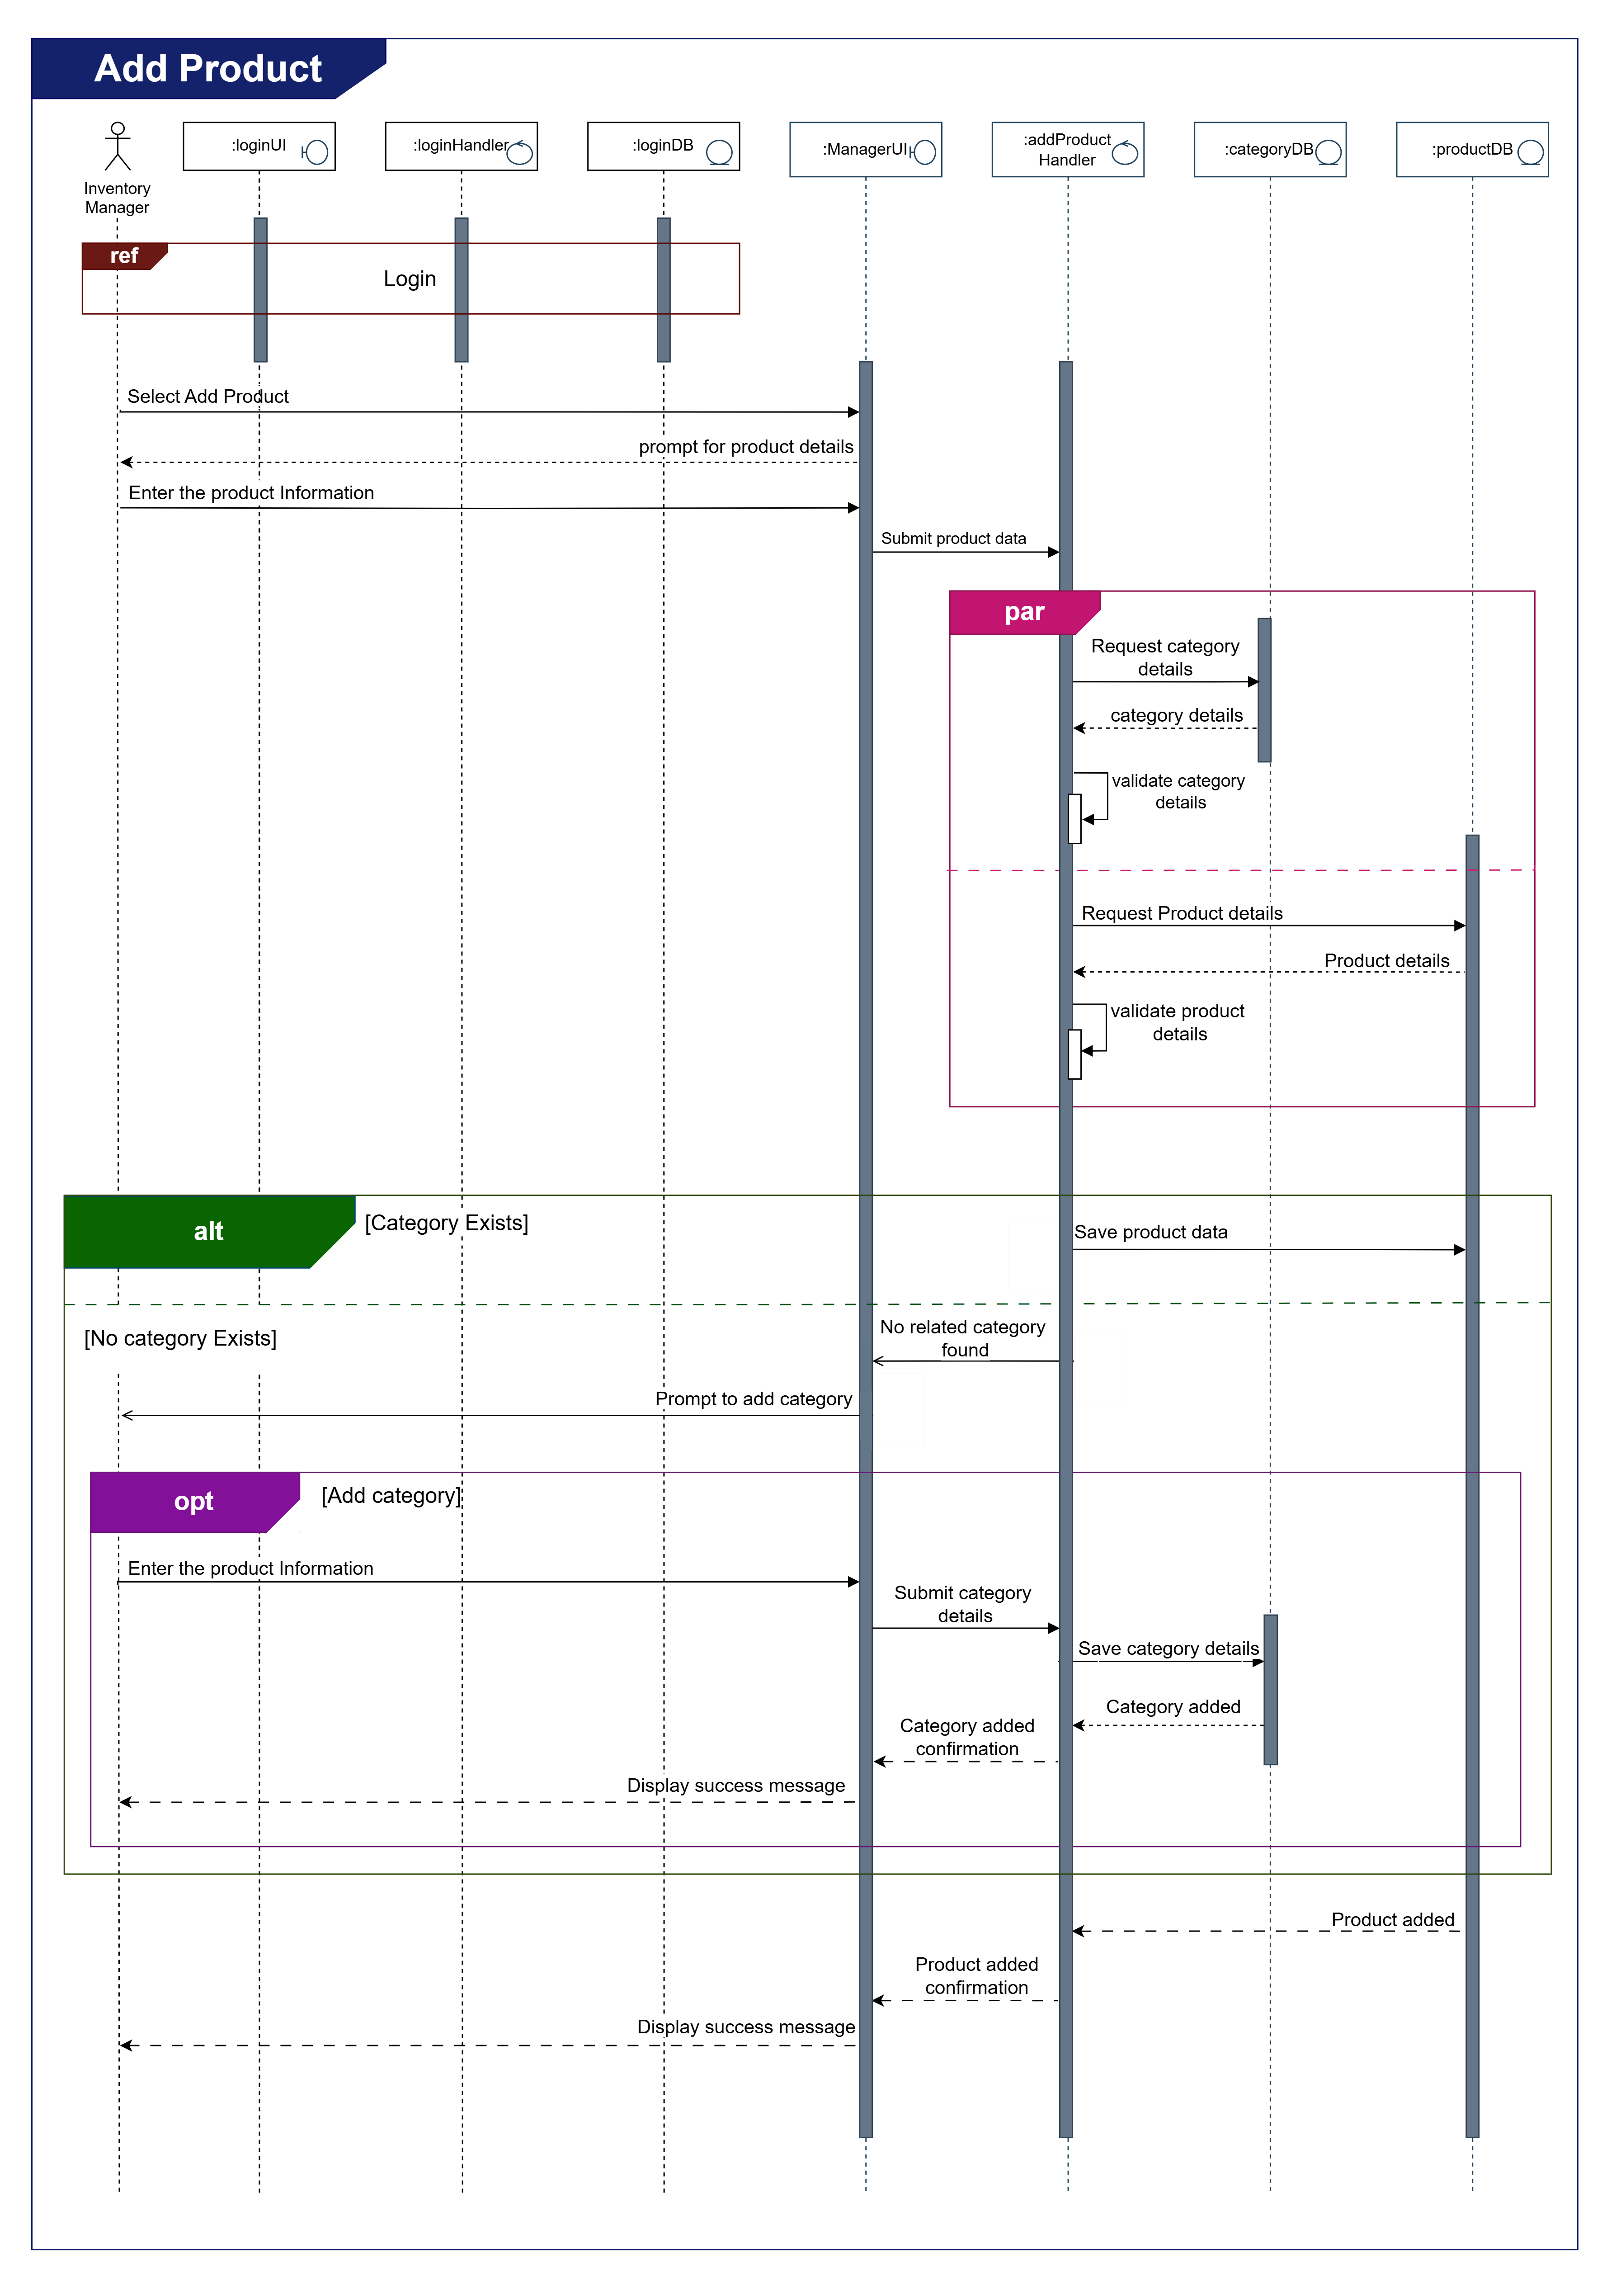 Add Product
:loginUI
:loginHandler
:loginDB
:ManagerUI
:addProduct
Handler
:categoryDB
:productDB
Inventory
Manager
ref
Login
Select Add Product
prompt for product details
Enter the product Information
Submit product data
par
Request category
details
category details
validate category
details
Request Product details
Product details
validate product
details
alt
[Category Exists]
Save product data
[No category Exists]
No related category
found
Prompt to add category
opt
[Add category]
Enter the product Information
Submit category
details
Save category details
Category added
Category added
confirmation
Display success message
Product added
Product added
confirmation
Display success message